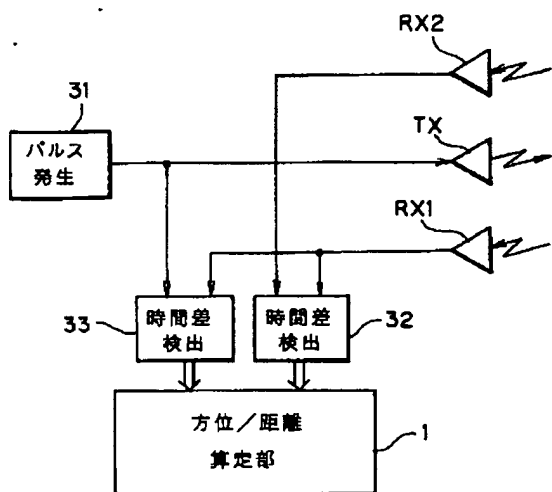 RX2
31
TX
パルス
発生
RX1
33
時間差
検出
時間差
検出
32
方位/距離
算定部
1